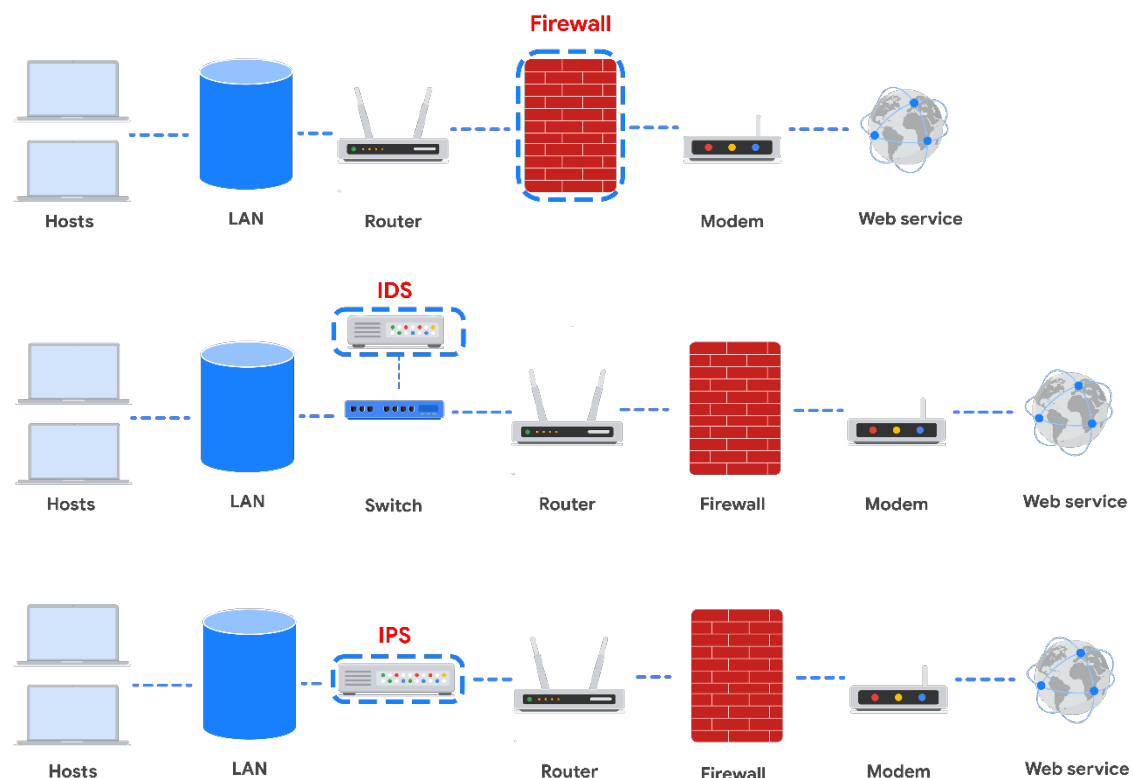 Firewall
Hosts
LAN
Router
Modem
Web service
IDS
Hosts
LAN
Switch
Router
Firewall
Modem
Web service
IPS
Hosts
LAN
Router
Firewall
Modem
Web service